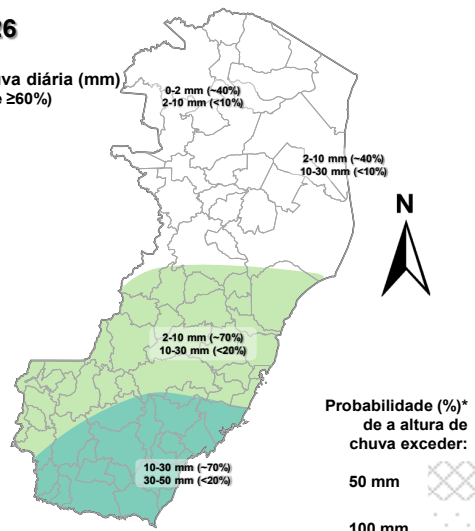 26
uva diária (mm)
e ≥60%)
0-2 mm (~40%)
2-10 mm (<10%)
2-10 mm (~40%)
10-30 mm (<10%)
N
2-10 mm (~70%)
10-30 mm (<20%)
10-30 mm (~70%)
30-50 mm (<20%)
Probabilidade (%)*
de a altura de
chuva exceder:
50 mm
100 mm